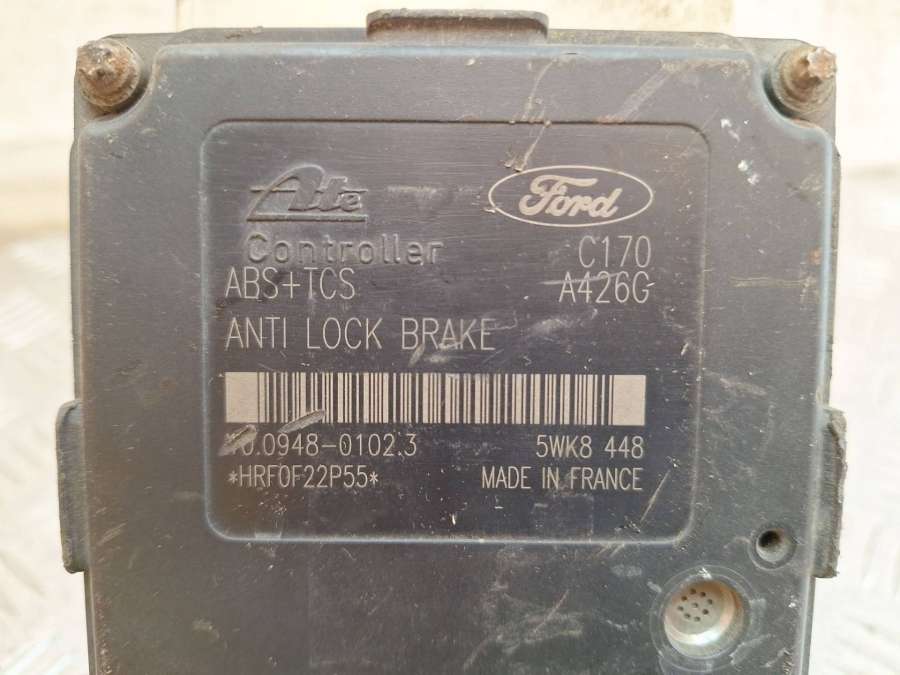 Ate
Ford
Controller
C170
ABS+TCS
A426G
ANTI LOCK BRAKE
10.0948-0102.3
5WK8 448
*HRF0F22P55*
MADE IN FRANCE